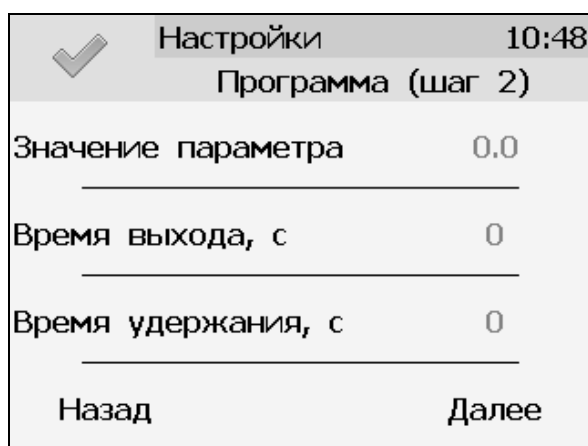 Настройки 10:48
Программа (шаг 2)
Значение параметра 0.0
Время выхода, с 0
Время удержания, с 0
Назад Далее